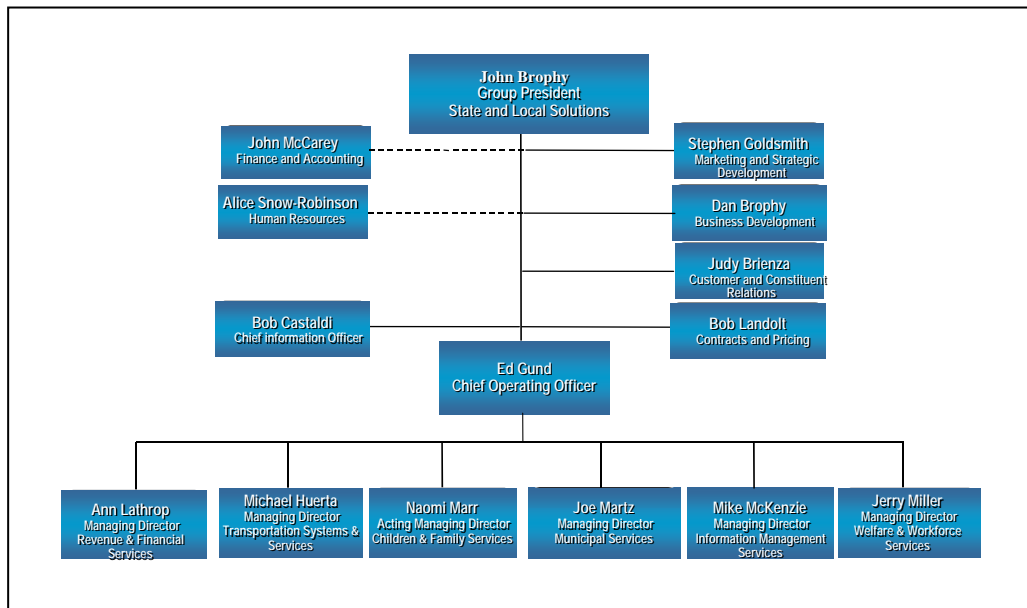 John Brophy
Group President
State and Local Solutions
John McCarey
Finance and Accounting
Stephen Goldsmith
Marketing and Strategic
Development
Alice Snow-Robinson
Human Resources
Dan Brophy
Business Development
Judy Brienza
Customer and Constituent
Relations
Bob Castaldi
Chief information Officer
Bob Landolt
Contracts and Pricing
Ed Gund
Chief Operating Officer
Ann Lathrop
Managing Director
Revenue & Financial
Services
Michael Huerta
Managing Director
Transportation Systems &
Services
Naomi Marr
Acting Managing Director
Children & Family Services
Joe Martz
Managing Director
Municipal Services
Mike McKenzie
Managing Director
Information Management
Services
Jerry Miller
Managing Director
Welfare & Workforce
Services